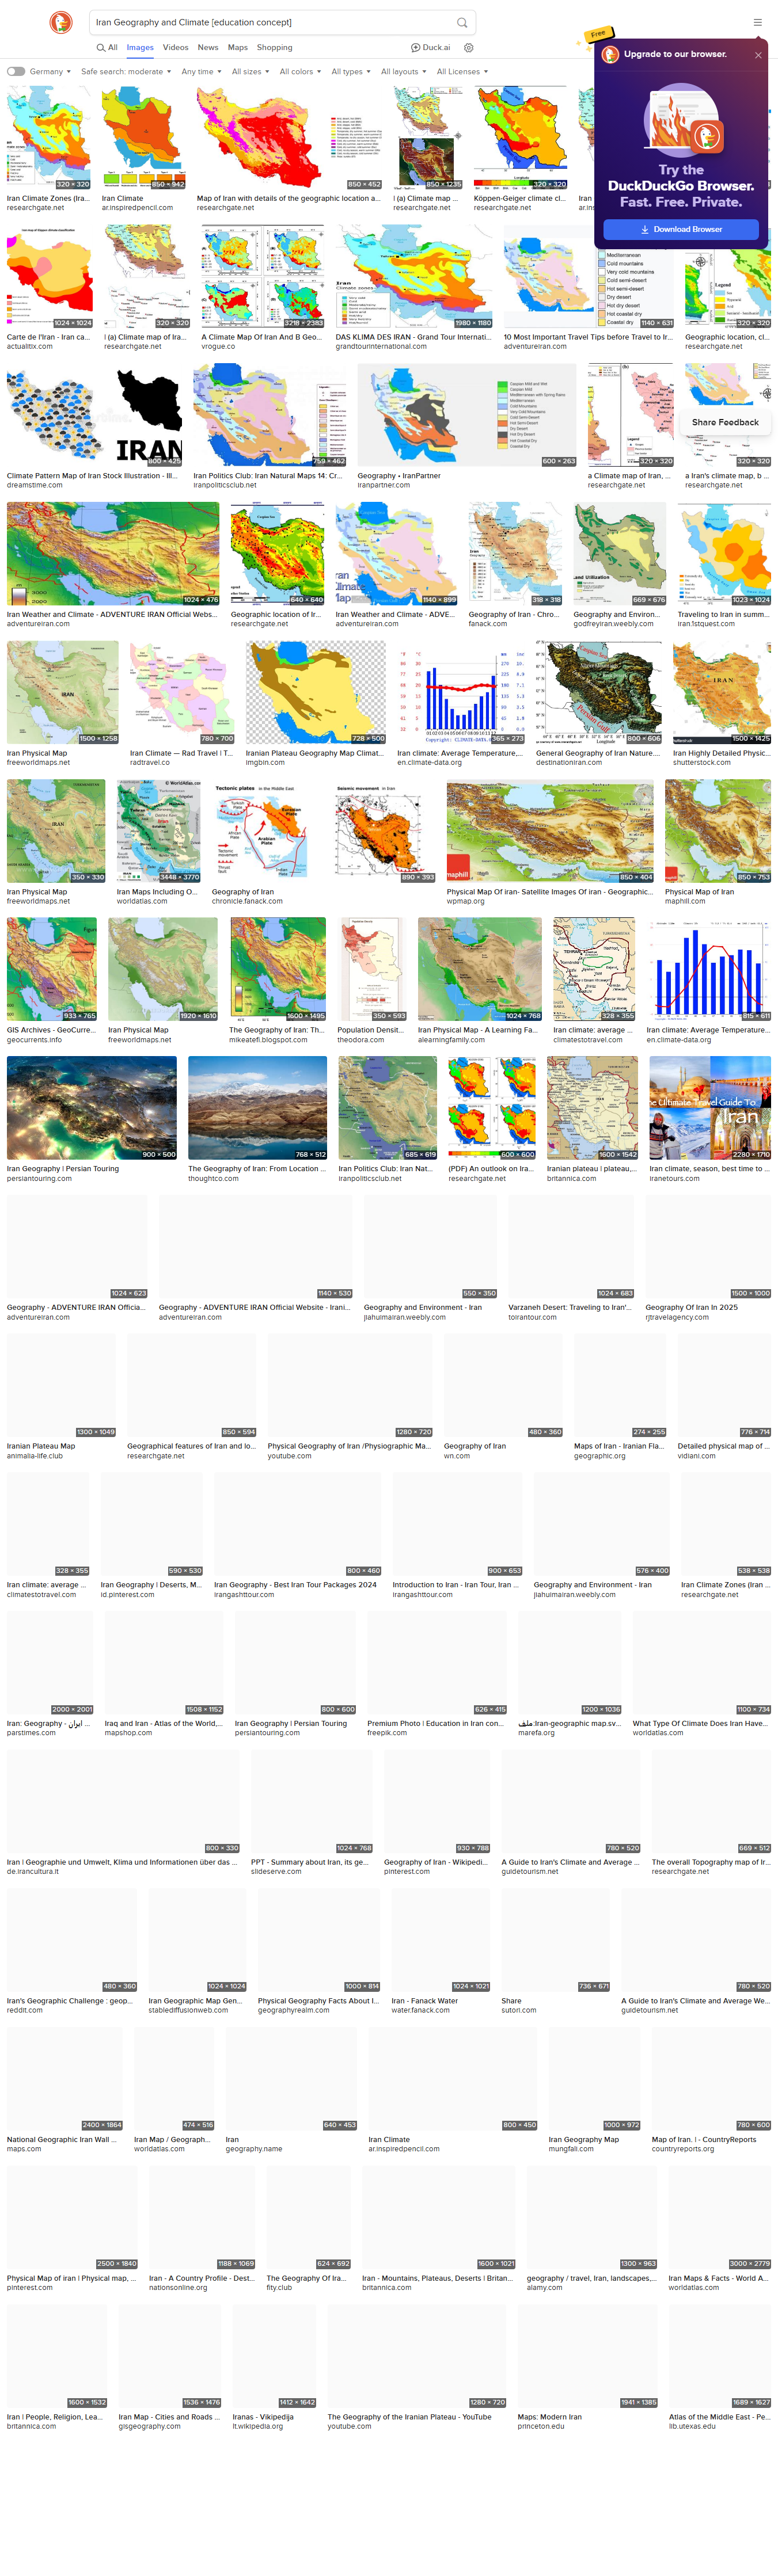 Iran Geography and Climate [education concept]
All
Images
Videos
News
Maps
Shopping
Duck.ai
Germany
Safe search: moderate
Any time
All sizes
All colors
All types
All layouts
All Licenses
Free
Upgrade to our browser.
Try the
DuckDuckGo Browser.
Fast. Free. Private.
Download Browser
Share Feedback
320 × 320
850 × 942
850 × 452
850 × 1235
320 × 320
Iran Climate Zones (Ira...
Iran Climate
Map of Iran with details of the geographic location a...
| (a) Climate map ...
Köppen-Geiger climate cl...
researchgate.net
ar.inspiredpencil.com
researchgate.net
researchgate.net
researchgate.net
1024 × 1024
320 × 320
3218 × 2383
1980 × 1180
1140 × 631
320 × 320
Carte de l'Iran - Iran ca...
| (a) Climate map of Ira...
A Climate Map Of Iran And B Geo...
DAS KLIMA DES IRAN - Grand Tour Internati...
10 Most Important Travel Tips before Travel to Ir...
Geographic location, cl...
actualitix.com
researchgate.net
vrogue.co
grandtourinternational.com
adventureiran.com
researchgate.net
IRAN
800 × 425
759 × 462
600 × 263
320 × 320
320 × 320
Climate Pattern Map of Iran Stock Illustration - Ill...
Iran Politics Club: Iran Natural Maps 14: Cr...
Geography • IranPartner
a Climate map of Iran, ...
a Iran's climate map, b ...
dreamstime.com
iranpoliticsclub.net
iranpartner.com
researchgate.net
researchgate.net
1024 × 476
640 × 640
1140 × 899
318 × 318
669 × 676
1023 × 1024
Iran Weather and Climate - ADVENTURE IRAN Official Webs...
Geographic location of Ir...
Iran Weather and Climate - ADVE...
Geography of Iran - Chro...
Geography and Environ...
Traveling to Iran in summ...
adventureiran.com
researchgate.net
adventureiran.com
fanack.com
godfreyiran.weebly.com
iran.1stquest.com
1500 × 1258
780 × 700
728 × 500
365 × 273
800 × 606
1500 × 1425
Iran Physical Map
Iran Climate — Rad Travel | T...
Iranian Plateau Geography Map Climat...
Iran climate: Average Temperature,...
General Geography of Iran Nature...
Iran Highly Detailed Physic...
freeworldmaps.net
radtravel.co
imgbin.com
en.climate-data.org
destinationiran.com
shutterstock.com
Tectonic plates in the Middle East
Seismic movement in Iran
350 × 330
3448 × 3770
890 × 393
850 × 404
850 × 753
Iran Physical Map
Iran Maps Including O...
Geography of Iran
Physical Map Of iran- Satellite Images Of iran - Geographic...
Physical Map of Iran
freeworldmaps.net
worldatlas.com
chronicle.fanack.com
wpmap.org
maphill.com
933 × 765
1920 × 1610
1600 × 1495
350 × 593
1024 × 768
328 × 355
815 × 611
GIS Archives - GeoCurre...
Iran Physical Map
The Geography of Iran: Th...
Population Densit...
Iran Physical Map - A Learning Fa...
Iran climate: average ...
Iran climate: Average Temperature...
geocurrents.info
freeworldmaps.net
mikeatefi.blogspot.com
theodora.com
alearningfamily.com
climatestotravel.com
en.climate-data.org
900 × 500
768 × 512
685 × 619
600 × 600
1600 × 1542
2280 × 1710
Iran Geography | Persian Touring
The Geography of Iran: From Location ...
Iran Politics Club: Iran Nat...
(PDF) An outlook on Ira...
Iranian plateau | plateau,...
Iran climate, season, best time to ...
persiantouring.com
thoughtco.com
iranpoliticsclub.net
researchgate.net
britannica.com
iranetours.com
1024 × 623
1140 × 530
550 × 350
1024 × 683
1500 × 1000
Geography - ADVENTURE IRAN Officia...
Geography - ADVENTURE IRAN Official Website - Irani...
Geography and Environment - Iran
Varzaneh Desert: Traveling to Iran'...
Geography Of Iran In 2025
adventureiran.com
adventureiran.com
jiahuimairan.weebly.com
toirantour.com
rjtravelagency.com
1300 × 1049
850 × 594
1280 × 720
480 × 360
274 × 255
776 × 714
Iranian Plateau Map
Geographical features of Iran and lo...
Physical Geography of Iran /Physiographic Ma...
Geography of Iran
Maps of Iran - Iranian Fla...
Detailed physical map of ...
animalia-life.club
researchgate.net
youtube.com
wn.com
geographic.org
vidiani.com
328 × 355
590 × 530
800 × 460
900 × 653
576 × 400
538 × 538
Iran climate: average ...
Iran Geography | Deserts, M...
Iran Geography - Best Iran Tour Packages 2024
Introduction to Iran - Iran Tour, Iran ...
Geography and Environment - Iran
Iran Climate Zones (Iran ...
climatestotravel.com
id.pinterest.com
irangashttour.com
irangashttour.com
jiahuimairan.weebly.com
researchgate.net
2000 × 2001
1508 × 1152
800 × 600
626 × 415
1200 × 1036
1100 × 734
Iran: Geography - ایران ...
Iraq and Iran - Atlas of the World,...
Iran Geography | Persian Touring
Premium Photo | Education in Iran con...
ملف:Iran-geographic map.sv...
What Type Of Climate Does Iran Have...
parstimes.com
mapshop.com
persiantouring.com
freepik.com
marefa.org
worldatlas.com
800 × 330
1024 × 768
930 × 788
780 × 520
669 × 512
Iran | Geographie und Umwelt, Klima und Informationen über das ...
PPT - Summary about Iran, its ge...
Geography of Iran - Wikipedi...
A Guide to Iran's Climate and Average ...
The overall Topography map of Ir...
de.irancultura.it
slideserve.com
pinterest.com
guidetourism.net
researchgate.net
480 × 360
1024 × 1024
1000 × 814
1024 × 1021
736 × 671
780 × 520
Iran's Geographic Challenge : geop...
Iran Geographic Map Gen...
Physical Geography Facts About I...
Iran - Fanack Water
Share
A Guide to Iran's Climate and Average We...
reddit.com
stablediffusionweb.com
geographyrealm.com
water.fanack.com
sutori.com
guidetourism.net
2400 × 1864
474 × 516
640 × 453
800 × 450
1000 × 972
780 × 600
National Geographic Iran Wall ...
Iran Map / Geograph...
Iran
Iran Climate
Iran Geography Map
Map of Iran. | - CountryReports
maps.com
worldatlas.com
geography.name
ar.inspiredpencil.com
mungfali.com
countryreports.org
2500 × 1840
1188 × 1069
624 × 692
1600 × 1021
1300 × 963
3000 × 2779
Physical Map of iran | Physical map, ...
Iran - A Country Profile - Dest...
The Geography Of Ira...
Iran - Mountains, Plateaus, Deserts | Britan...
geography / travel, Iran, landscapes,...
Iran Maps & Facts - World A...
pinterest.com
nationsonline.org
fity.club
britannica.com
alamy.com
worldatlas.com
1600 × 1532
1536 × 1476
1412 × 1642
1280 × 720
1941 × 1385
1689 × 1627
Iran | People, Religion, Lea...
Iran Map - Cities and Roads ...
Iranas - Vikipedija
The Geography of the Iranian Plateau - YouTube
Maps: Modern Iran
Atlas of the Middle East - Pe...
britannica.com
gisgeography.com
lt.wikipedia.org
youtube.com
princeton.edu
lib.utexas.edu